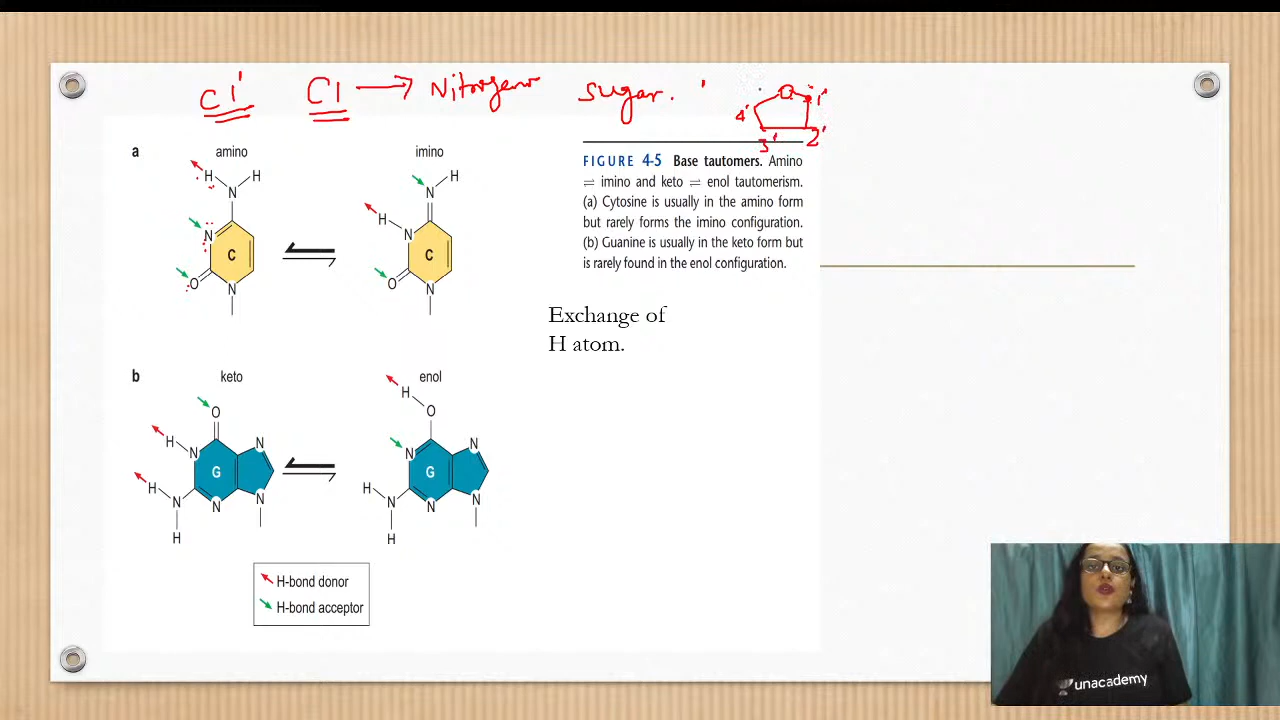 C1' C1 → Nitrogenous sugar. '
O 1' 2' 3' 4'
a amino imino
FIGURE 4-5 Base tautomers. Amino
⇌ imino and keto ⇌ enol tautomerism.
(a) Cytosine is usually in the amino form
but rarely forms the imino configuration.
(b) Guanine is usually in the keto form but
is rarely found in the enol configuration.
H H N N C O N
H N H N C O N
Exchange of
H atom.
b keto enol
O H N N G H N N N H
H O N N G H N N N H
H-bond donor
H-bond acceptor
unacademy